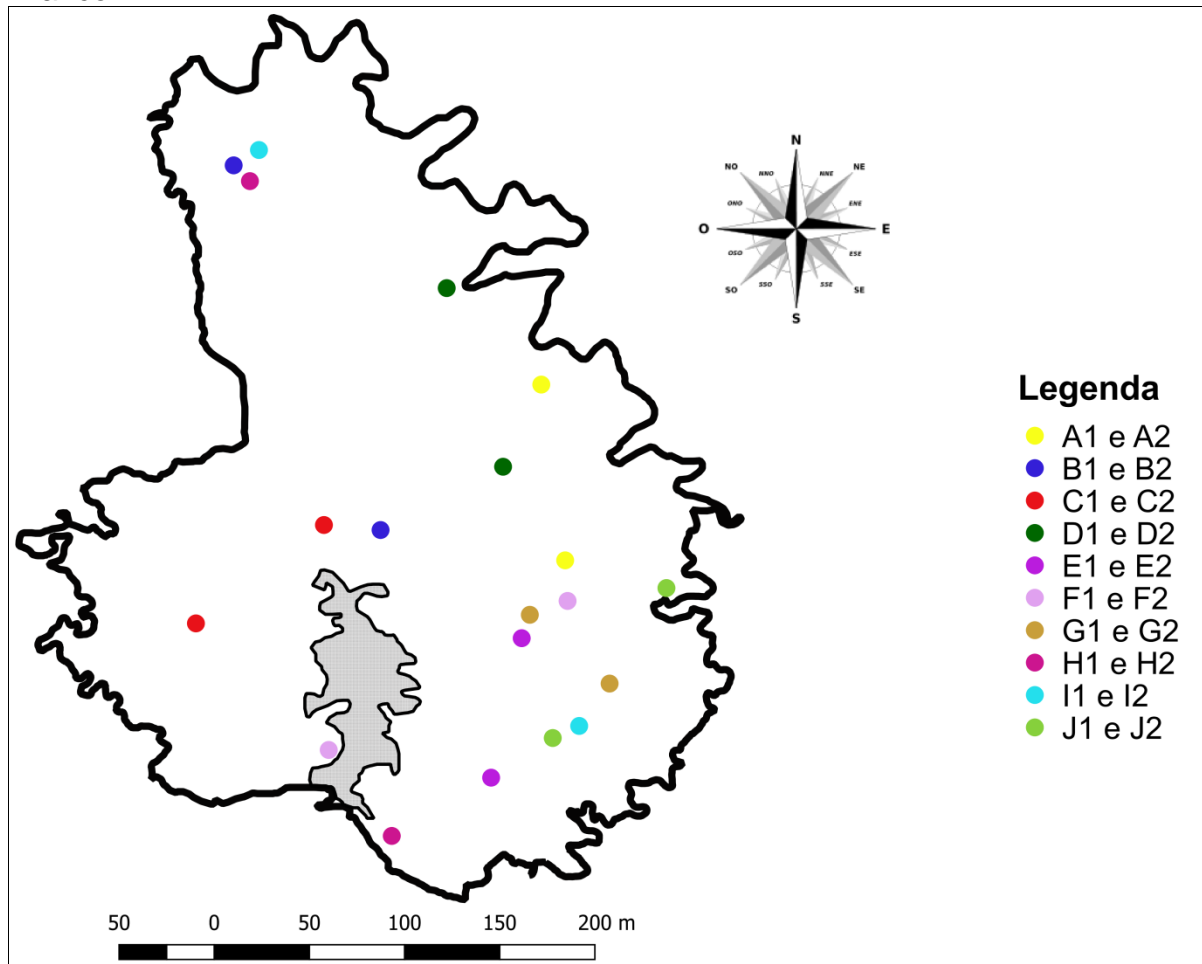 N
NO
NNO
NNE
NE
ONO
ENE
O
E
OSO
ESE
SO
SSO
SSE
SE
S
Legenda
A1 e A2
B1 e B2
C1 e C2
D1 e D2
E1 e E2
F1 e F2
G1 e G2
H1 e H2
I1 e I2
J1 e J2
50 0 50 100 150 200 m